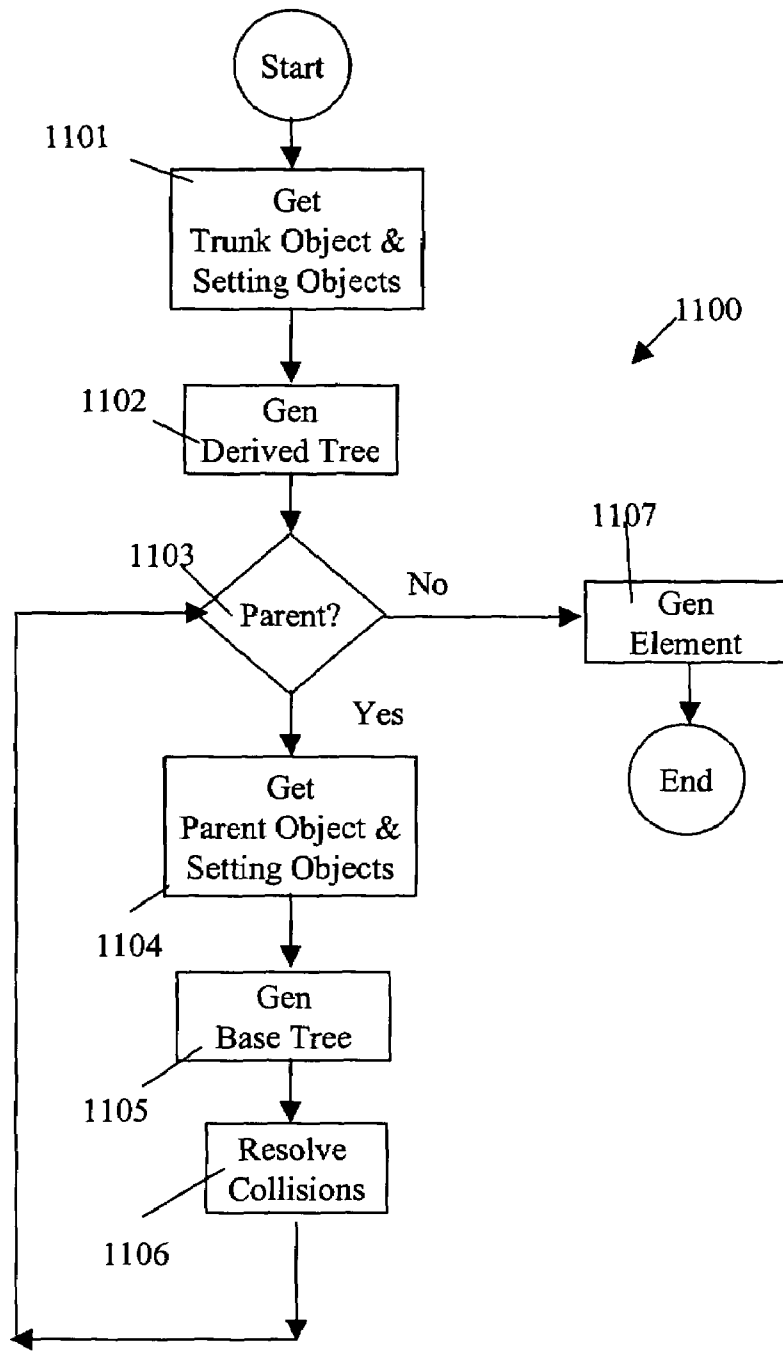 Start
1101
Get
Trunk Object &
Setting Objects
1100
1102
Gen
Derived Tree
1107
1103
Parent?
No
Gen
Element
Yes
End
Get
Parent Object &
Setting Objects
1104
Gen
Base Tree
1105
Resolve
Collisions
1106